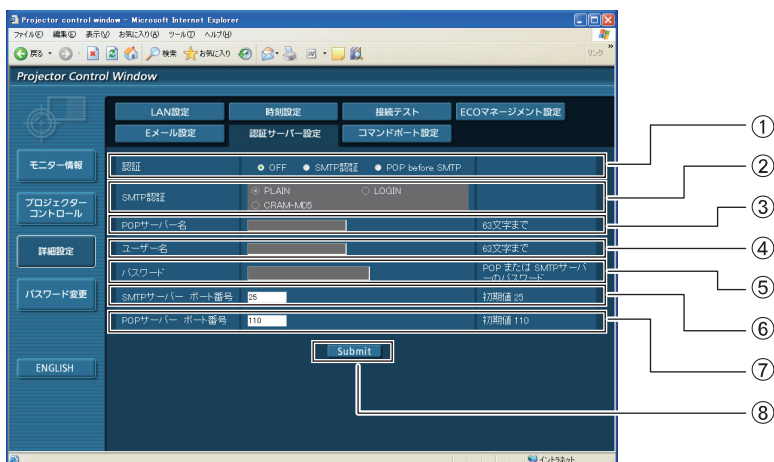 Projector control window - Microsoft Internet Explorer
ファイル(F) 編集(E) 表示(V) お気に入り(A) ツール(T) ヘルプ(H)
戻る 検索 お気に入り リンク »
Projector Control Window
LAN設定 時刻設定 接続テスト ECOマネージメント設定
Eメール設定 認証サーバー設定 コマンドポート設定
モニター情報
プロジェクター
コントロール
詳細設定
パスワード変更
ENGLISH
認証 OFF SMTP認証 POP before SMTP ①
SMTP認証 PLAIN LOGIN ②
CRAM-MD5
POPサーバー名 63文字まで ③
ユーザー名 63文字まで ④
パスワード POP または SMTPサーバ
ーのパスワード ⑤
SMTPサーバー ポート番号 25 初期値 25 ⑥
POPサーバー ポート番号 110 初期値 110 ⑦
Submit ⑧
イントラネット